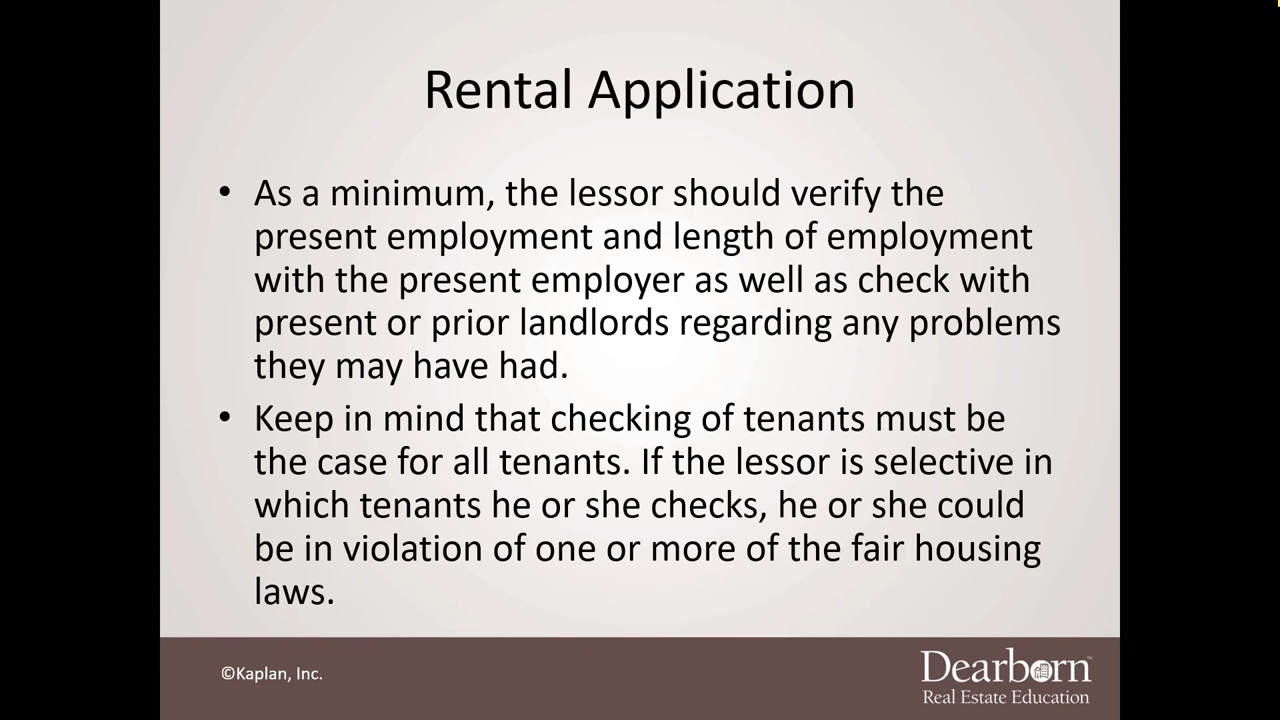 Rental Application
• As a minimum, the lessor should verify the
present employment and length of employment
with the present employer as well as check with
present or prior landlords regarding any problems
they may have had.
• Keep in mind that checking of tenants must be
the case for all tenants. If the lessor is selective in
which tenants he or she checks, he or she could
be in violation of one or more of the fair housing
laws.
©Kaplan, Inc.
Dearborn™
Real Estate Education